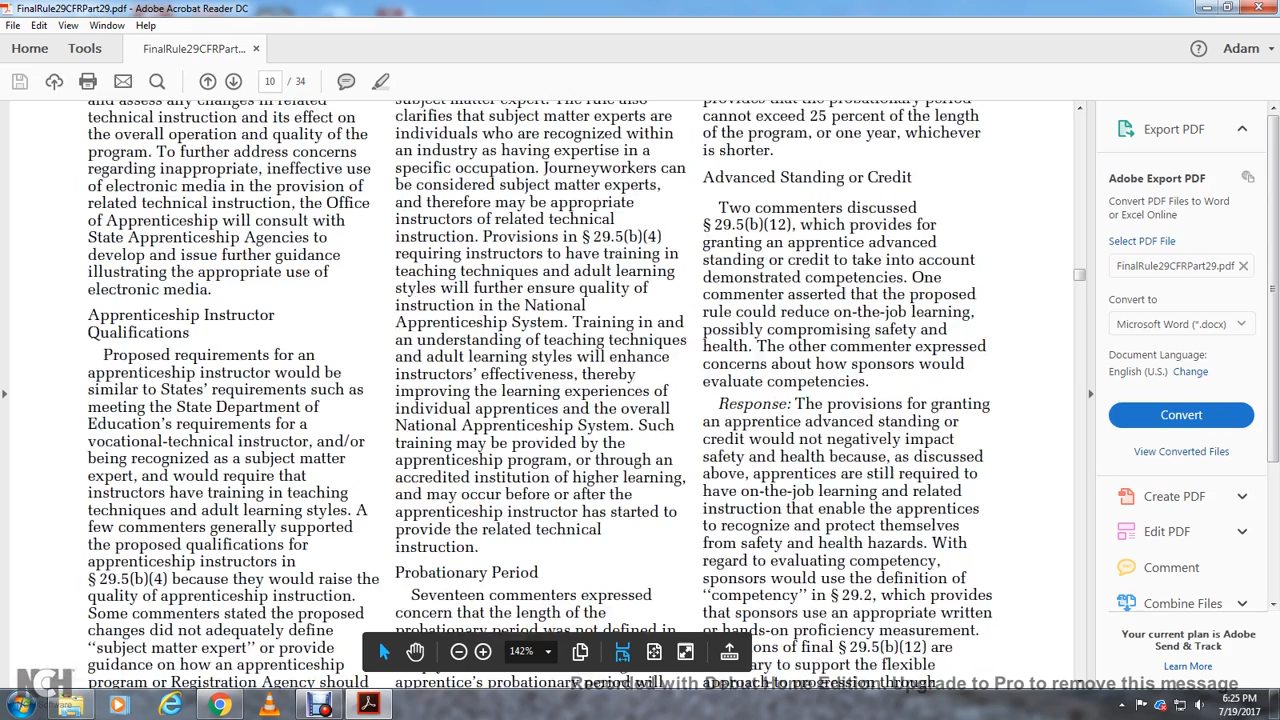 FinalRule29CFRPart29.pdf - Adobe Acrobat Reader DC
File Edit View Window Help
Home Tools FinalRule29CFRPart... × Adam
10 / 34
and assess any changes in related
technical instruction and its effect on
the overall operation and quality of the
program. To further address concerns
regarding inappropriate, ineffective use
of electronic media in the provision of
related technical instruction, the Office
of Apprenticeship will consult with
State Apprenticeship Agencies to
develop and issue further guidance
illustrating the appropriate use of
electronic media.
Apprenticeship Instructor
Qualifications
Proposed requirements for an
apprenticeship instructor would be
similar to States' requirements such as
meeting the State Department of
Education's requirements for a
vocational-technical instructor, and/or
being recognized as a subject matter
expert, and would require that
instructors have training in teaching
techniques and adult learning styles. A
few commenters generally supported
the proposed qualifications for
apprenticeship instructors in
§ 29.5(b)(4) because they would raise the
quality of apprenticeship instruction.
Some commenters stated the proposed
changes did not adequately define
‘‘subject matter expert’’ or provide
guidance on how an apprenticeship
program or Registration Agency should
subject matter expert. The rule also
clarifies that subject matter experts are
individuals who are recognized within
an industry as having expertise in a
specific occupation. Journeyworkers can
be considered subject matter experts,
and therefore may be appropriate
instructors of related technical
instruction. Provisions in § 29.5(b)(4)
requiring instructors to have training in
teaching techniques and adult learning
styles will further ensure quality of
instruction in the National
Apprenticeship System. Training in and
an understanding of teaching techniques
and adult learning styles will enhance
instructors' effectiveness, thereby
improving the learning experiences of
individual apprentices and the overall
National Apprenticeship System. Such
training may be provided by the
apprenticeship program, or through an
accredited institution of higher learning,
and may occur before or after the
apprenticeship instructor has started to
provide the related technical
instruction.
Probationary Period
Seventeen commenters expressed
concern that the length of the
probationary period was not defined in
apprentice's probationary period will
provides that the probationary period
cannot exceed 25 percent of the length
of the program, or one year, whichever
is shorter.
Advanced Standing or Credit
Two commenters discussed
§ 29.5(b)(12), which provides for
granting an apprentice advanced
standing or credit to take into account
demonstrated competencies. One
commenter asserted that the proposed
rule could reduce on-the-job learning,
possibly compromising safety and
health. The other commenter expressed
concerns about how sponsors would
evaluate competencies.
Response: The provisions for granting
an apprentice advanced standing or
credit would not negatively impact
safety and health because, as discussed
above, apprentices are still required to
have on-the-job learning and related
instruction that enable the apprentices
to recognize and protect themselves
from safety and health hazards. With
regard to evaluating competency,
sponsors would use the definition of
‘‘competency’’ in § 29.2, which provides
that sponsors use an appropriate written
or hands-on proficiency measurement.
of final § 29.5(b)(12) are
to support the flexible
approach to progression through
142%
Export PDF
Adobe Export PDF
Convert PDF Files to Word
or Excel Online
Select PDF File
FinalRule29CFRPart29.pdf ×
Convert to
Microsoft Word (*.docx)
Document Language:
English (U.S.) Change
Convert
View Converted Files
Create PDF
Edit PDF
Comment
Combine Files
Your current plan is Adobe
Send & Track
Learn More
NCH
Software
Upgrade to Pro to remove this message
6:25 PM
7/19/2017